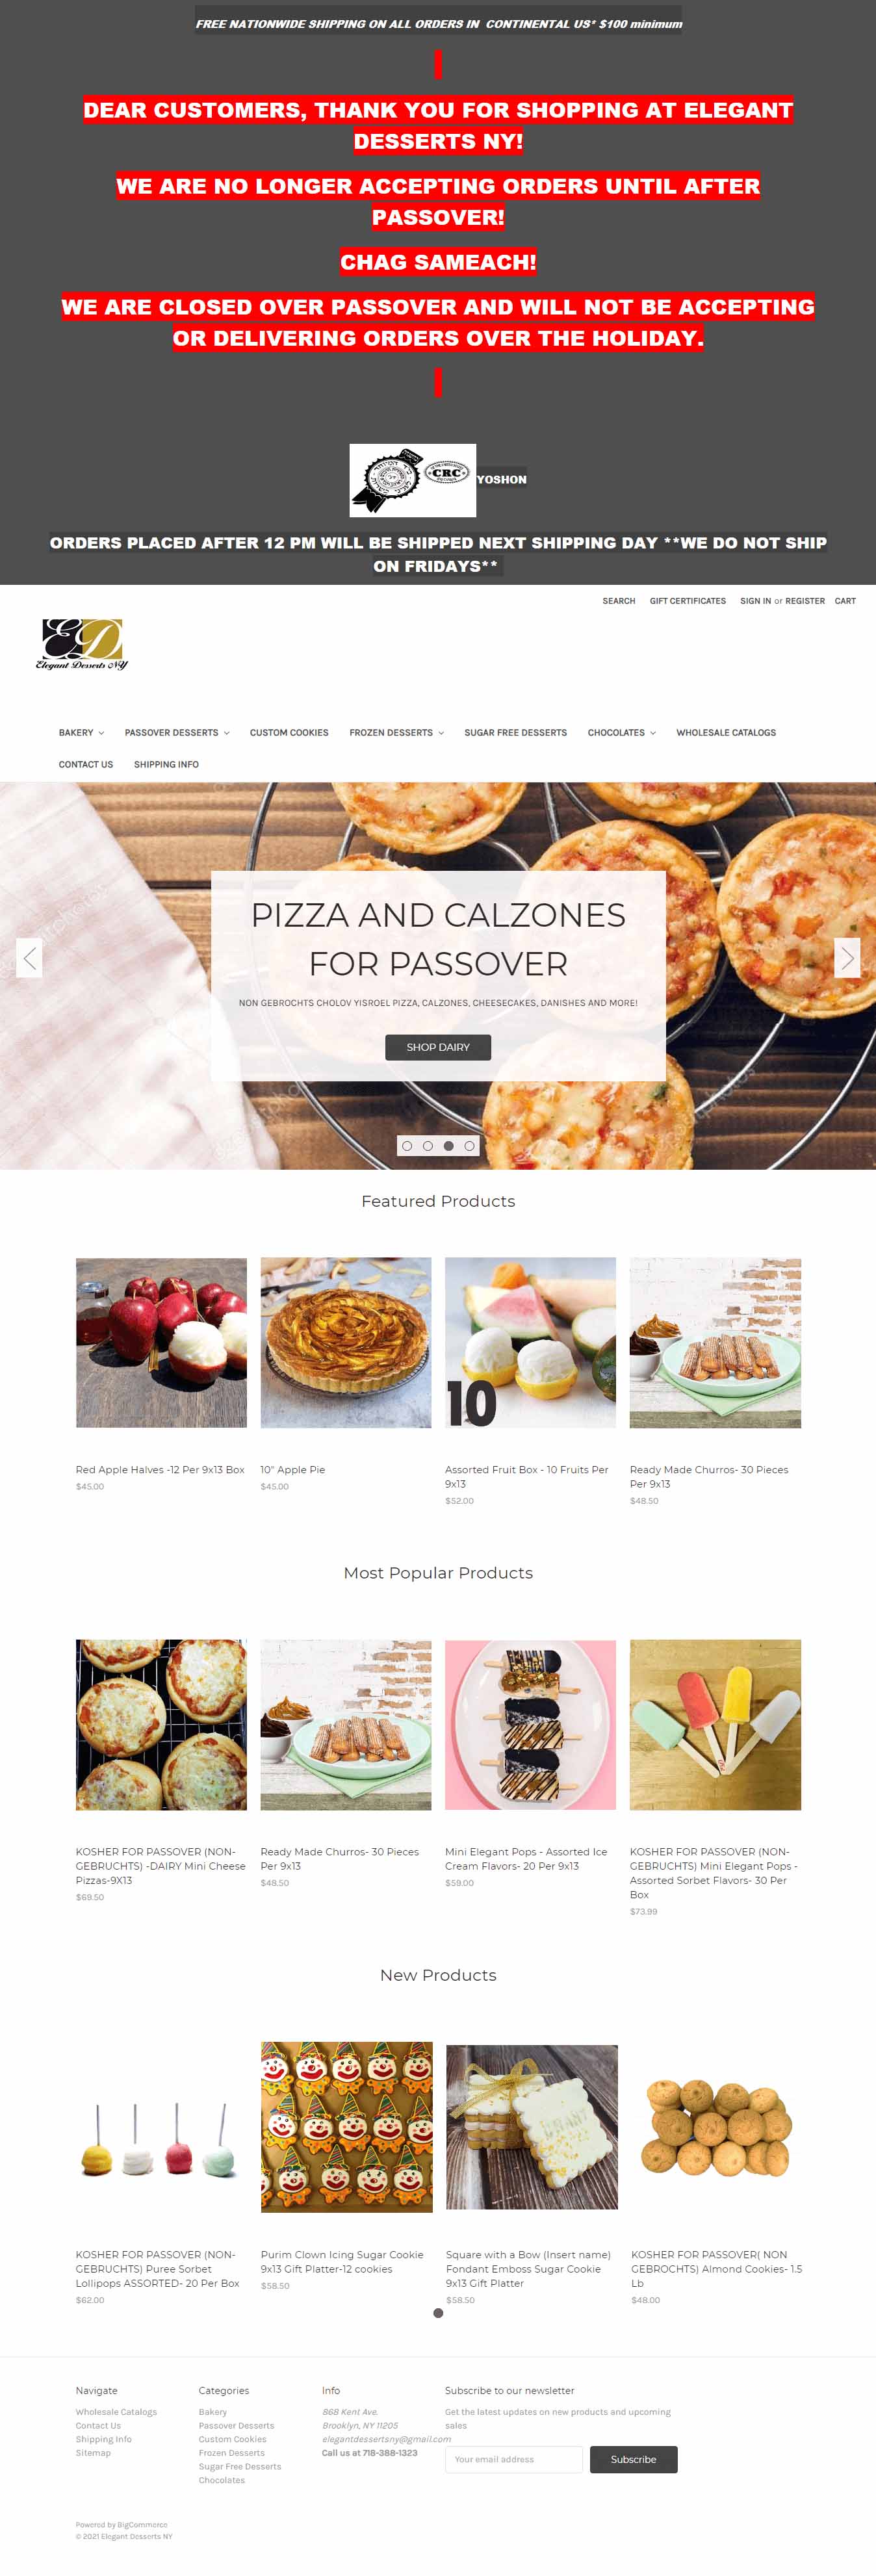 FREE NATIONWIDE SHIPPING ON ALL ORDERS IN CONTINENTAL US* $100 minimum
DEAR CUSTOMERS, THANK YOU FOR SHOPPING AT ELEGANT
DESSERTS NY!
WE ARE NO LONGER ACCEPTING ORDERS UNTIL AFTER
PASSOVER!
CHAG SAMEACH!
WE ARE CLOSED OVER PASSOVER AND WILL NOT BE ACCEPTING
OR DELIVERING ORDERS OVER THE HOLIDAY.
CRC
YOSHON
ORDERS PLACED AFTER 12 PM WILL BE SHIPPED NEXT SHIPPING DAY **WE DO NOT SHIP
ON FRIDAYS**
SEARCH GIFT CERTIFICATES SIGN IN or REGISTER CART
ED
Elegant Desserts NY
BAKERY PASSOVER DESSERTS CUSTOM COOKIES FROZEN DESSERTS SUGAR FREE DESSERTS CHOCOLATES WHOLESALE CATALOGS
CONTACT US SHIPPING INFO
PIZZA AND CALZONES
FOR PASSOVER
NON GEBROCHTS CHOLOV YISROEL PIZZA, CALZONES, CHEESECAKES, DANISHES AND MORE!
SHOP DAIRY
Featured Products
10
Red Apple Halves -12 Per 9x13 Box
$45.00
10" Apple Pie
$45.00
Assorted Fruit Box - 10 Fruits Per
9x13
$52.00
Ready Made Churros- 30 Pieces
Per 9x13
$48.50
Most Popular Products
KOSHER FOR PASSOVER (NON-
GEBRUCHTS) -DAIRY Mini Cheese
Pizzas-9X13
$69.50
Ready Made Churros- 30 Pieces
Per 9x13
$48.50
Mini Elegant Pops - Assorted Ice
Cream Flavors- 20 Per 9x13
$59.00
KOSHER FOR PASSOVER (NON-
GEBRUCHTS) Mini Elegant Pops -
Assorted Sorbet Flavors- 30 Per
Box
$73.99
New Products
KOSHER FOR PASSOVER (NON-
GEBRUCHTS) Puree Sorbet
Lollipops ASSORTED- 20 Per Box
$62.00
Purim Clown Icing Sugar Cookie
9x13 Gift Platter-12 cookies
$58.50
Square with a Bow (Insert name)
Fondant Emboss Sugar Cookie
9x13 Gift Platter
$58.50
KOSHER FOR PASSOVER( NON
GEBROCHTS) Almond Cookies- 1.5
Lb
$48.00
Navigate
Wholesale Catalogs
Contact Us
Shipping Info
Sitemap
Categories
Bakery
Passover Desserts
Custom Cookies
Frozen Desserts
Sugar Free Desserts
Chocolates
Info
868 Kent Ave.
Brooklyn, NY 11205
elegantdessertsny@gmail.com
Call us at 718-388-1323
Subscribe to our newsletter
Get the latest updates on new products and upcoming
sales
Your email address
Subscribe
Powered by BigCommerce
© 2021 Elegant Desserts NY